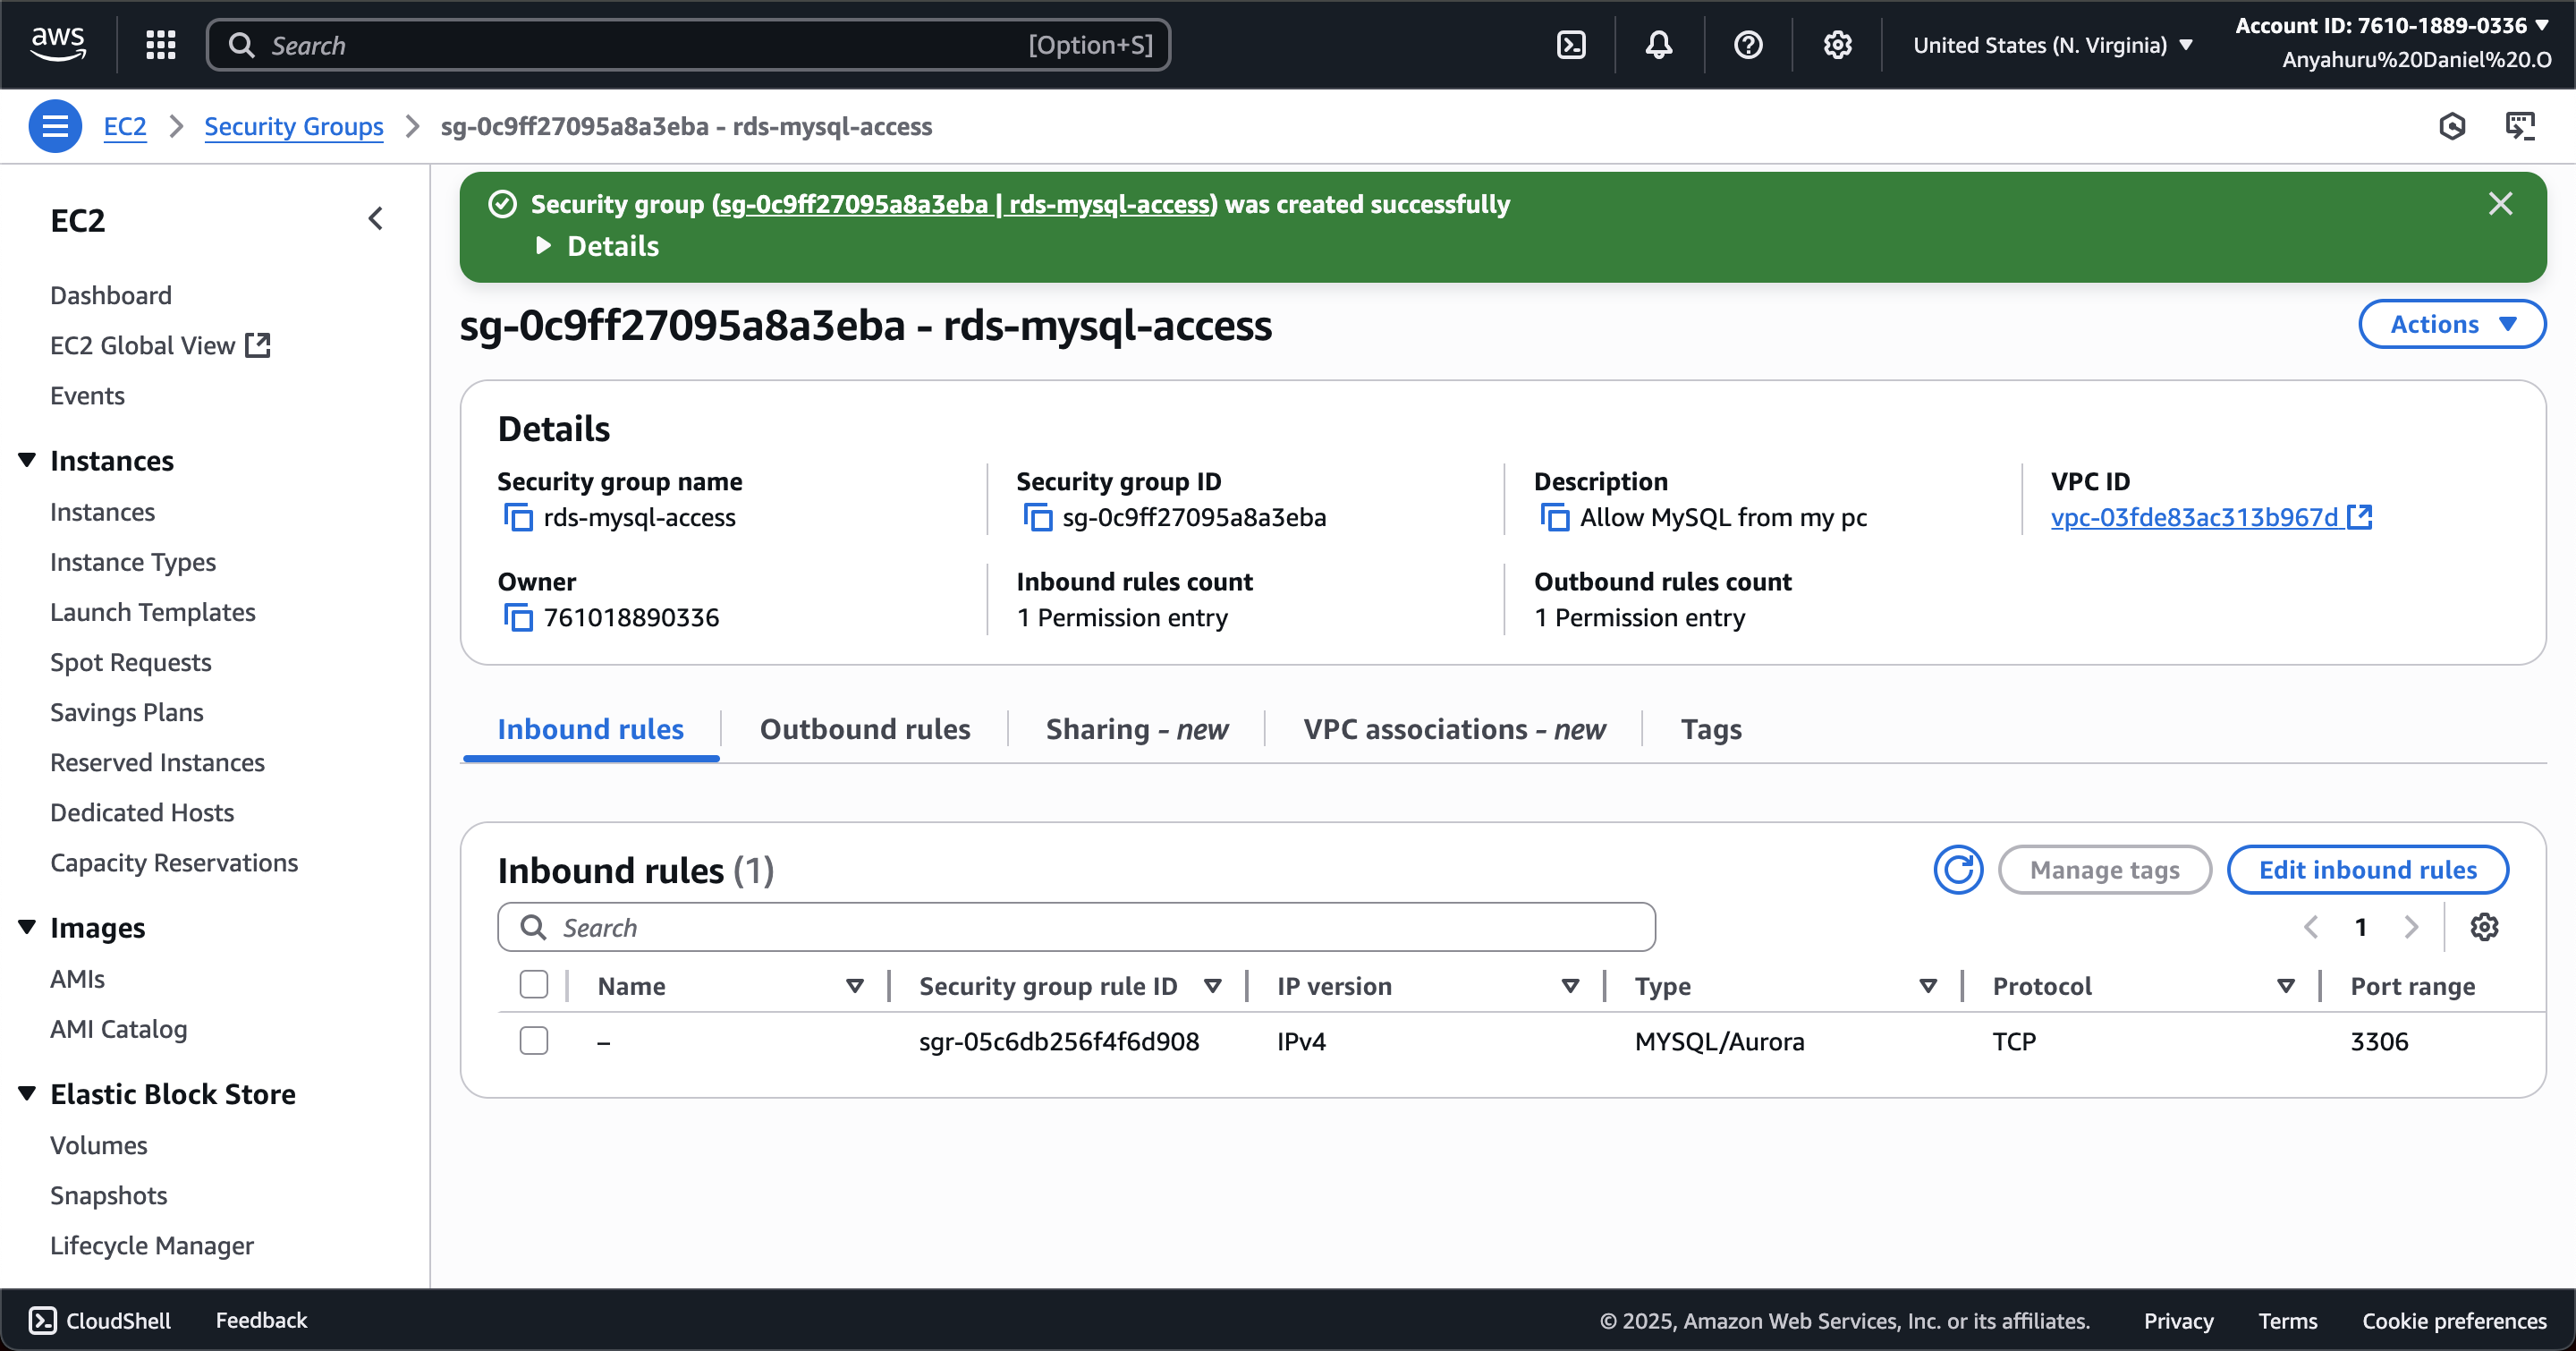 aws
Search [Option+S]
United States (N. Virginia)
Account ID: 7610-1889-0336
Anyahuru%20Daniel%20.O
EC2
Security Groups
sg-0c9ff27095a8a3eba - rds-mysql-access
EC2
Dashboard
EC2 Global View
Events
Instances
Instances
Instance Types
Launch Templates
Spot Requests
Savings Plans
Reserved Instances
Dedicated Hosts
Capacity Reservations
Images
AMIs
AMI Catalog
Elastic Block Store
Volumes
Snapshots
Lifecycle Manager
Security group (sg-0c9ff27095a8a3eba | rds-mysql-access) was created successfully
Details
sg-0c9ff27095a8a3eba - rds-mysql-access
Actions
Details
Security group name
rds-mysql-access
Security group ID
sg-0c9ff27095a8a3eba
Description
Allow MySQL from my pc
VPC ID
vpc-03fde83ac313b967d
Owner
761018890336
Inbound rules count
1 Permission entry
Outbound rules count
1 Permission entry
Inbound rules
Outbound rules
Sharing - new
VPC associations - new
Tags
Inbound rules (1)
Manage tags
Edit inbound rules
Search
1
Name Security group rule ID IP version Type Protocol Port range
– sgr-05c6db256f4f6d908 IPv4 MYSQL/Aurora TCP 3306
CloudShell
Feedback
© 2025, Amazon Web Services, Inc. or its affiliates.
Privacy
Terms
Cookie preferences